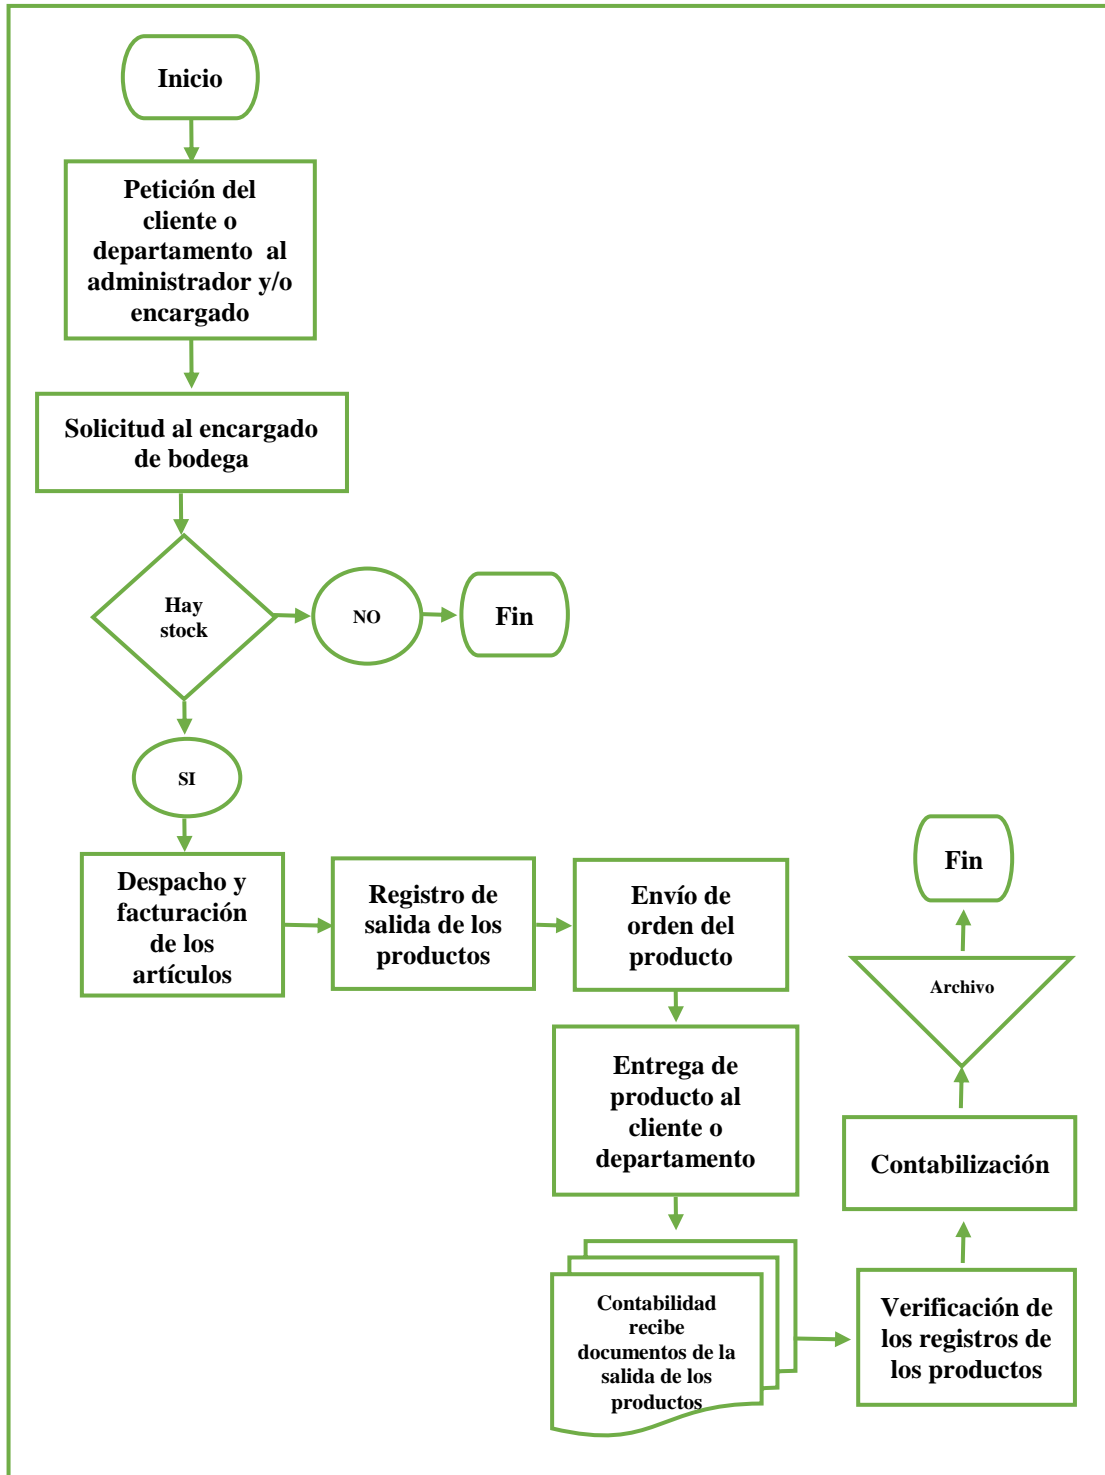 Inicio
Petición del
cliente o
departamento al
administrador y/o
encargado
Solicitud al encargado
de bodega
Hay
stock
NO
Fin
SI
Despacho y
facturación
de los
artículos
Registro de
salida de los
productos
Envío de
orden del
producto
Entrega de
producto al
cliente o
departamento
Contabilidad
recibe
documentos de la
salida de los
productos
Verificación de
los registros de
los productos
Contabilización
Archivo
Fin